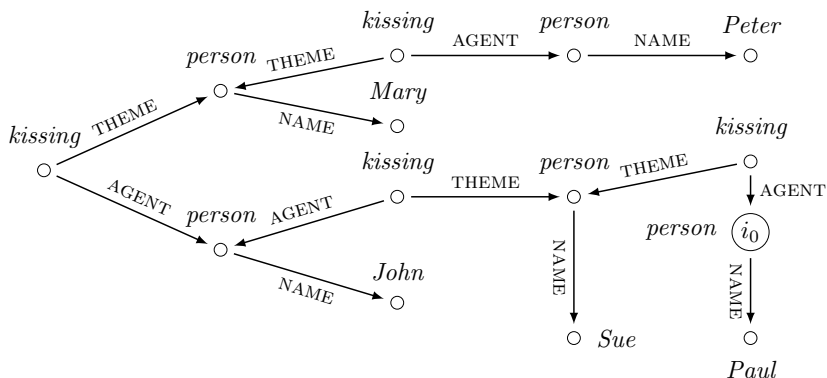 kissing person Peter
person THEME AGENT NAME
Mary
THEME NAME
kissing kissing person kissing
THEME THEME
AGENT person AGENT AGENT
person i₀
NAME John NAME NAME
Sue
Paul